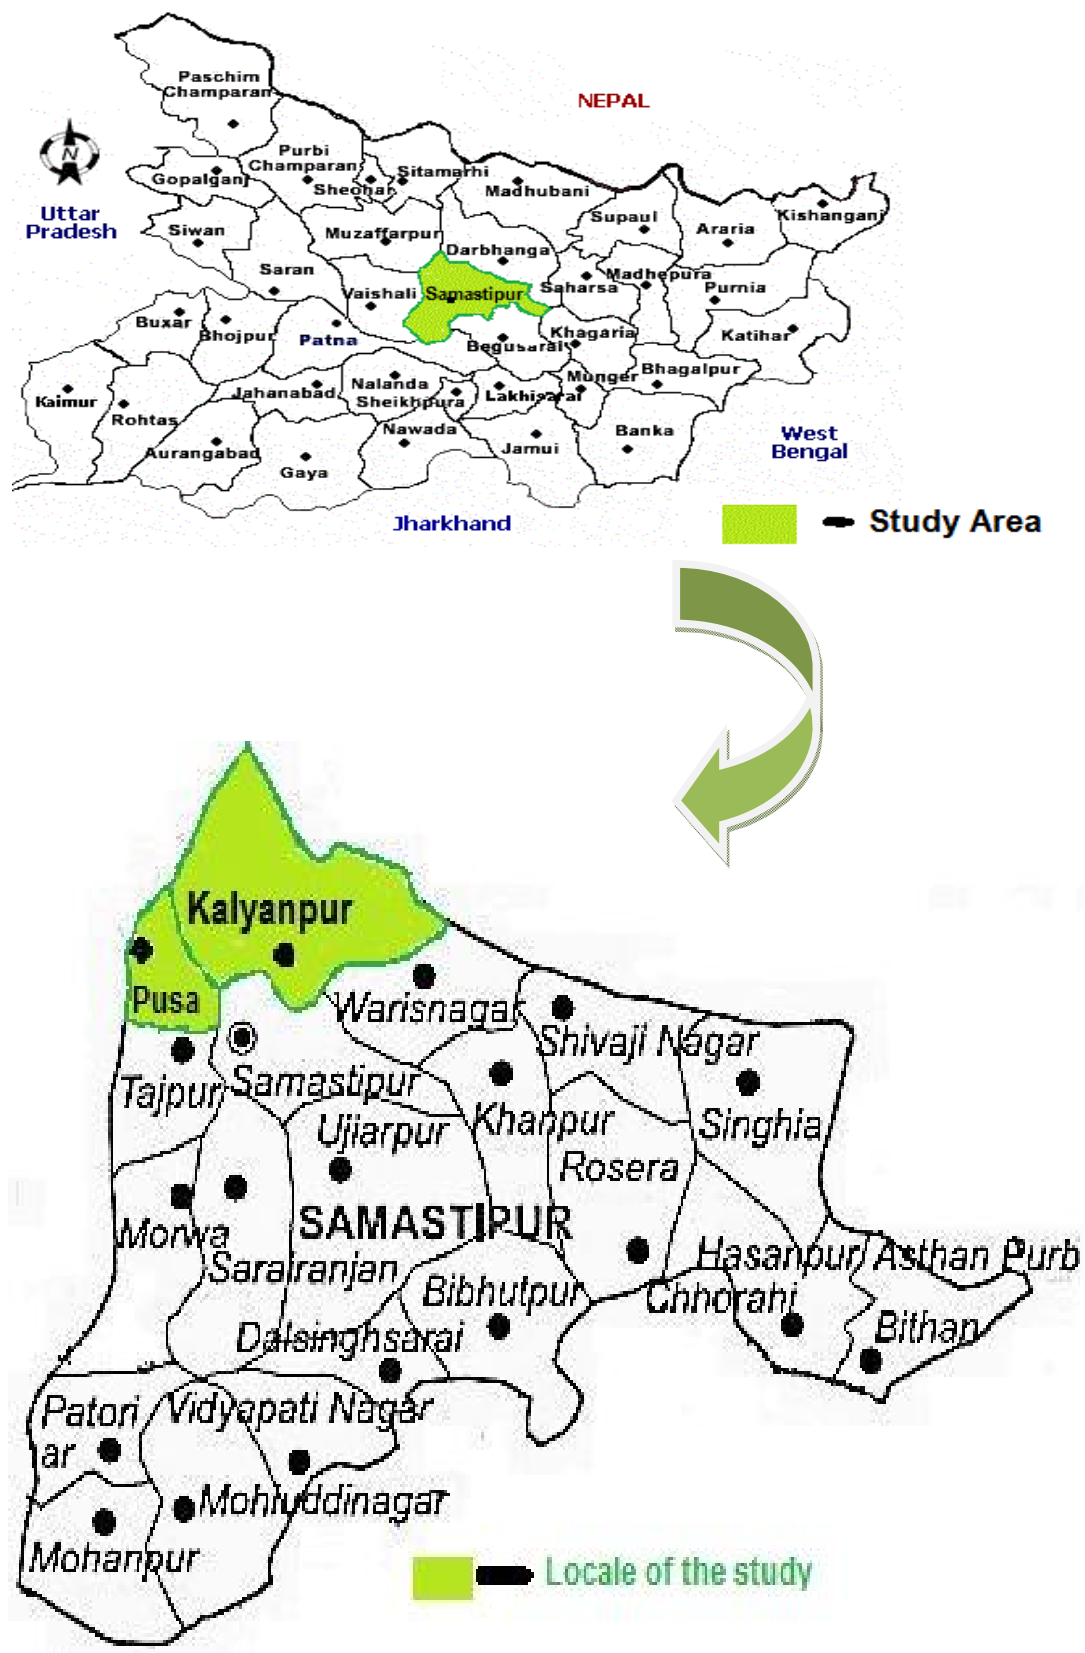 Paschim
Champaran
NEPAL
N
Purbi
Champaran
Sitamarhi
Gopalganj
Sheohar
Madhubani
Uttar
Pradesh
Supaul
Kishanganj
Siwan
Muzaffarpur
Araria
Darbhanga
Saran
Madhepura
Vaishali
Samastipur
Saharsa
Purnia
Buxar
Bhojpur
Patna
Khagaria
Katihar
Begusarai
Bhagalpur
Nalanda
Munger
Jahanabad
Sheikhpura
Lakhisarai
Kaimur
Rohtas
Nawada
Banka
West
Bengal
Aurangabad
Jamui
Gaya
Jharkhand
Study Area
Kalyanpur
Pusa
Warisnagar
Shivaji Nagar
Tajpur
Samastipur
Khanpur
Singhia
Ujiarpur
Rosera
SAMASTIPUR
Morwa
Sarairanjan
Hasanpur
Asthan Purb
Bibhutpur
Chhorahi
Dalsinghsarai
Bithan
Patori
ar
Vidyapati Nagar
Mohiuddinagar
Mohanpur
Locale of the study